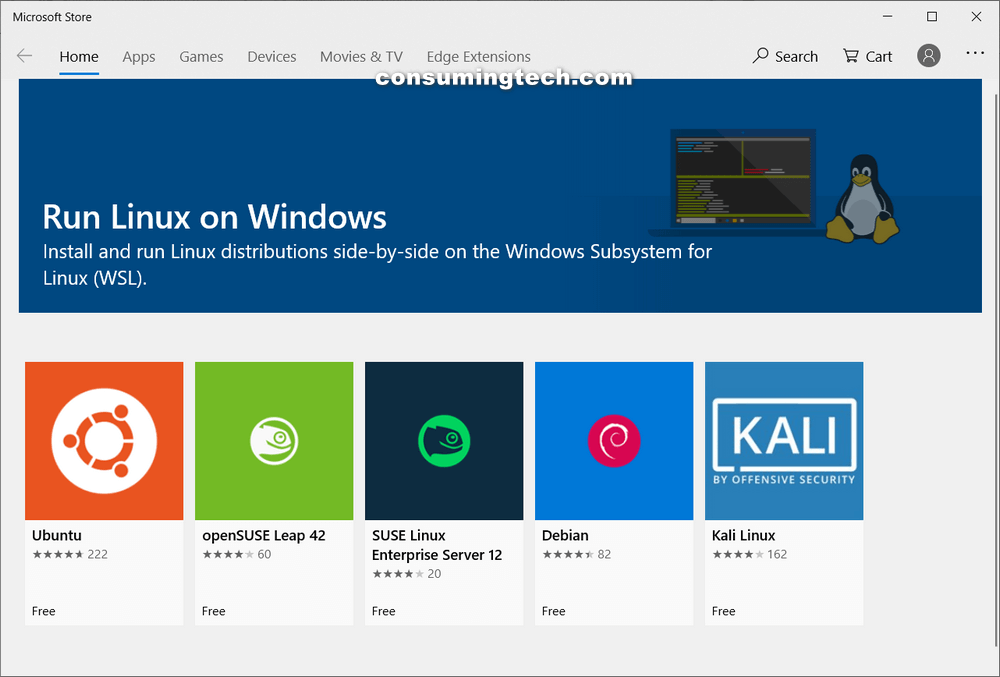 Microsoft Store
Home Apps Games Devices Movies & TV Edge Extensions Search Cart
consumingtech.com
Run Linux on Windows
Install and run Linux distributions side-by-side on the Windows Subsystem for
Linux (WSL).
KALI
BY OFFENSIVE SECURITY
Ubuntu
222
Free
openSUSE Leap 42
60
Free
SUSE Linux
Enterprise Server 12
20
Free
Debian
82
Free
Kali Linux
162
Free